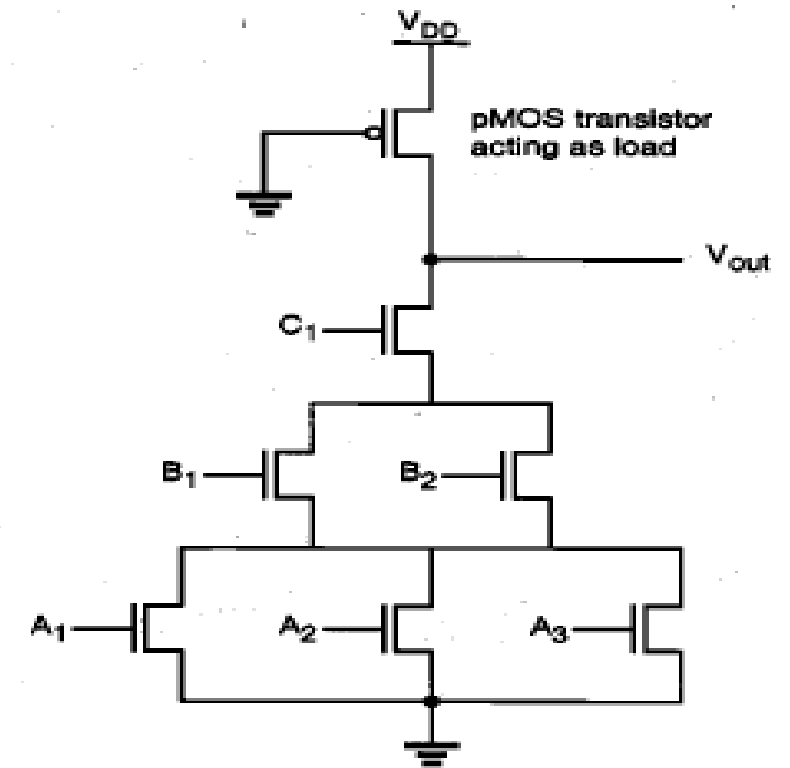 VDD
pMOS transistor
acting as load
Vout
C1
B1
B2
A1
A2
A3